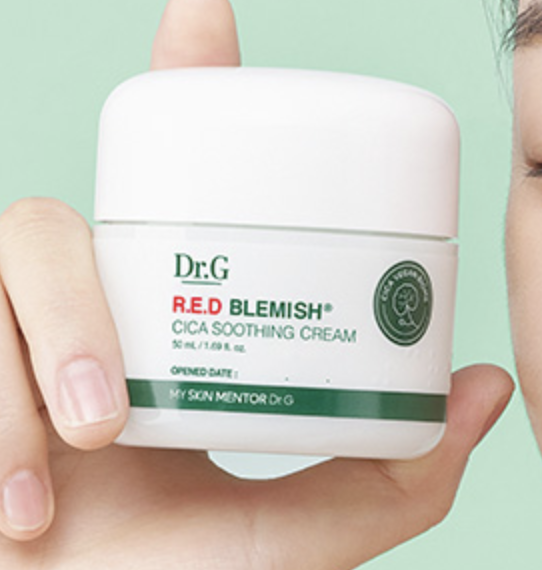 Dr.G
R.E.D BLEMISH®
CICA SOOTHING CREAM
50 mL / 1.69 fl. oz.
OPENED DATE : . .
MY SKIN MENTOR Dr.G